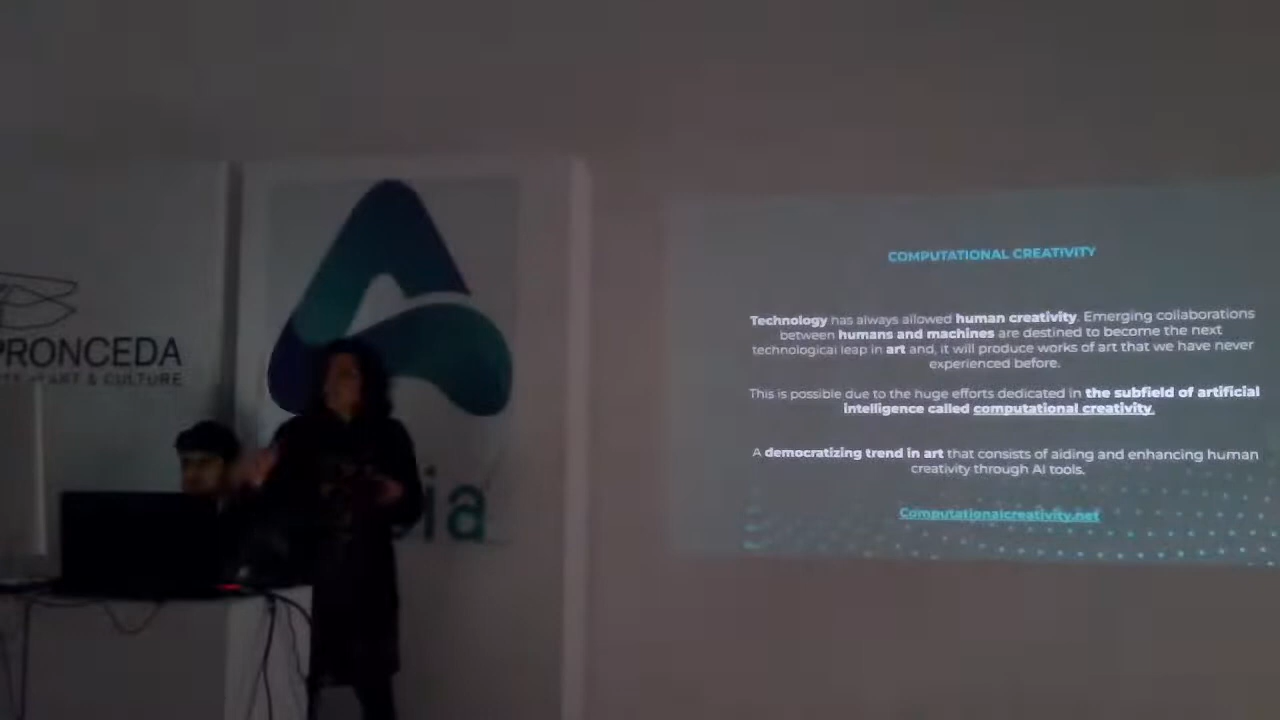 PRONCEDA
ART & CULTURE
ia
COMPUTATIONAL CREATIVITY
Technology has always allowed human creativity. Emerging collaborations
between humans and machines are destined to become the next
technological leap in art and, it will produce works of art that we have never
experienced before.
This is possible due to the huge efforts dedicated in the subfield of artificial
intelligence called computational creativity.
A democratizing trend in art that consists of aiding and enhancing human
creativity through AI tools.
Computationalcreativity.net